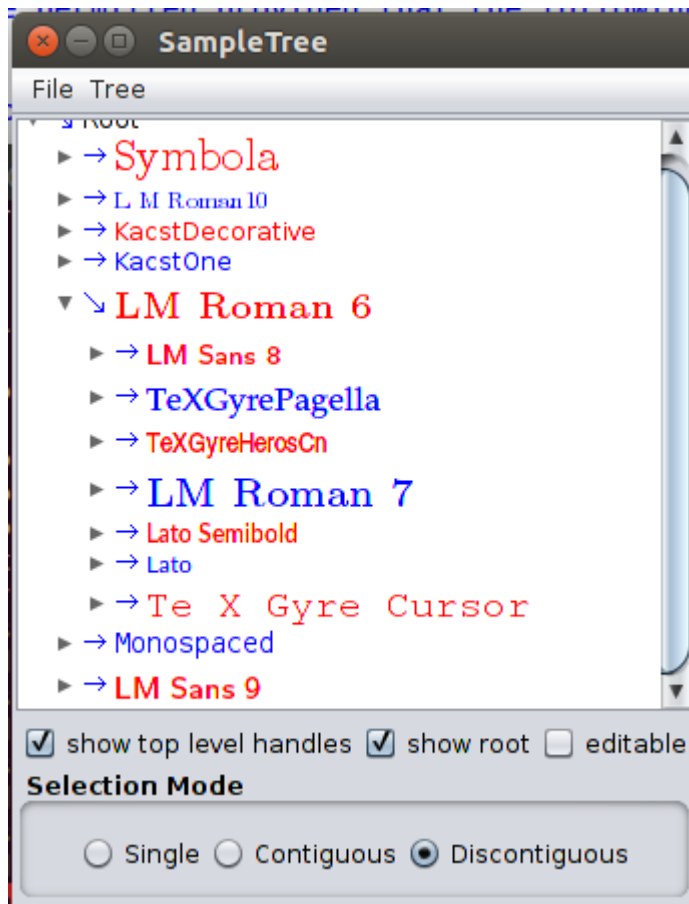 SampleTree
File Tree
Root
Symbola
L M Roman 10
KacstDecorative
KacstOne
LM Roman 6
LM Sans 8
TeXGyrePagella
TeXGyreHerosCn
LM Roman 7
Lato Semibold
Lato
Te X Gyre Cursor
Monospaced
LM Sans 9
show top level handles show root editable
Selection Mode
Single Contiguous Discontiguous